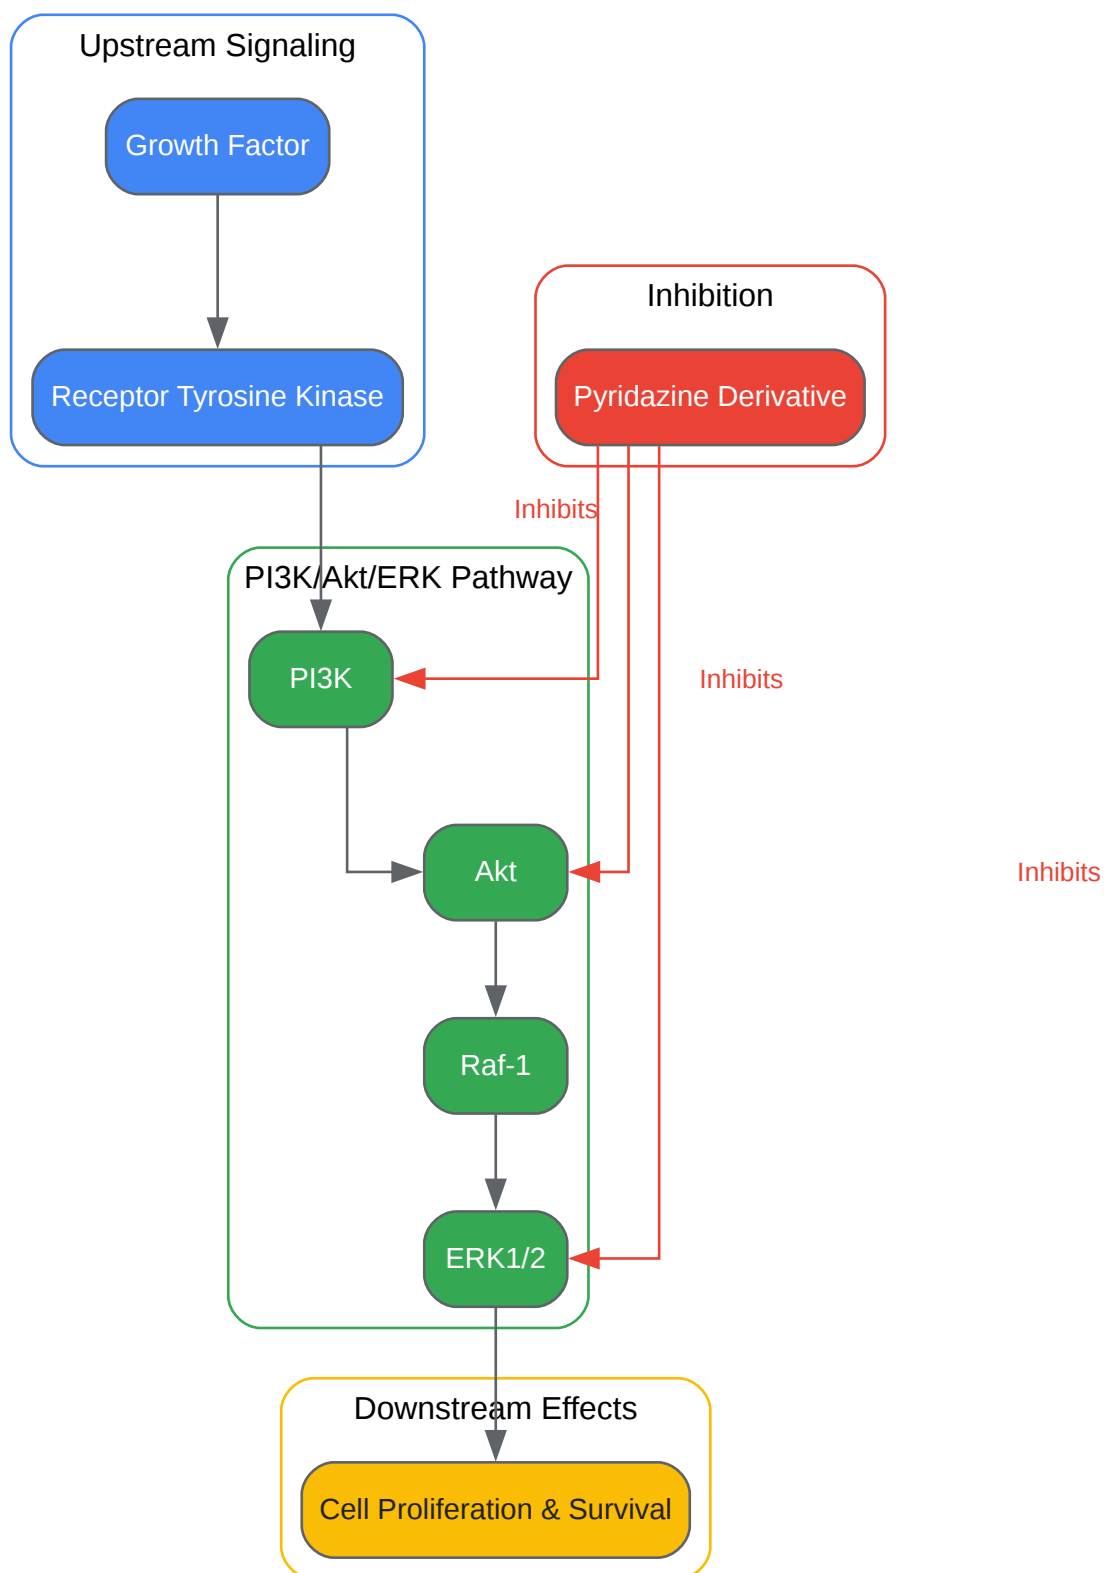 Upstream Signaling
Growth Factor
Inhibition
Receptor Tyrosine Kinase
Pyridazine Derivative
Inhibits
PI3K/Akt/ERK Pathway
PI3K
Inhibits
Akt
Inhibits
Raf-1
ERK1/2
Downstream Effects
Cell Proliferation & Survival